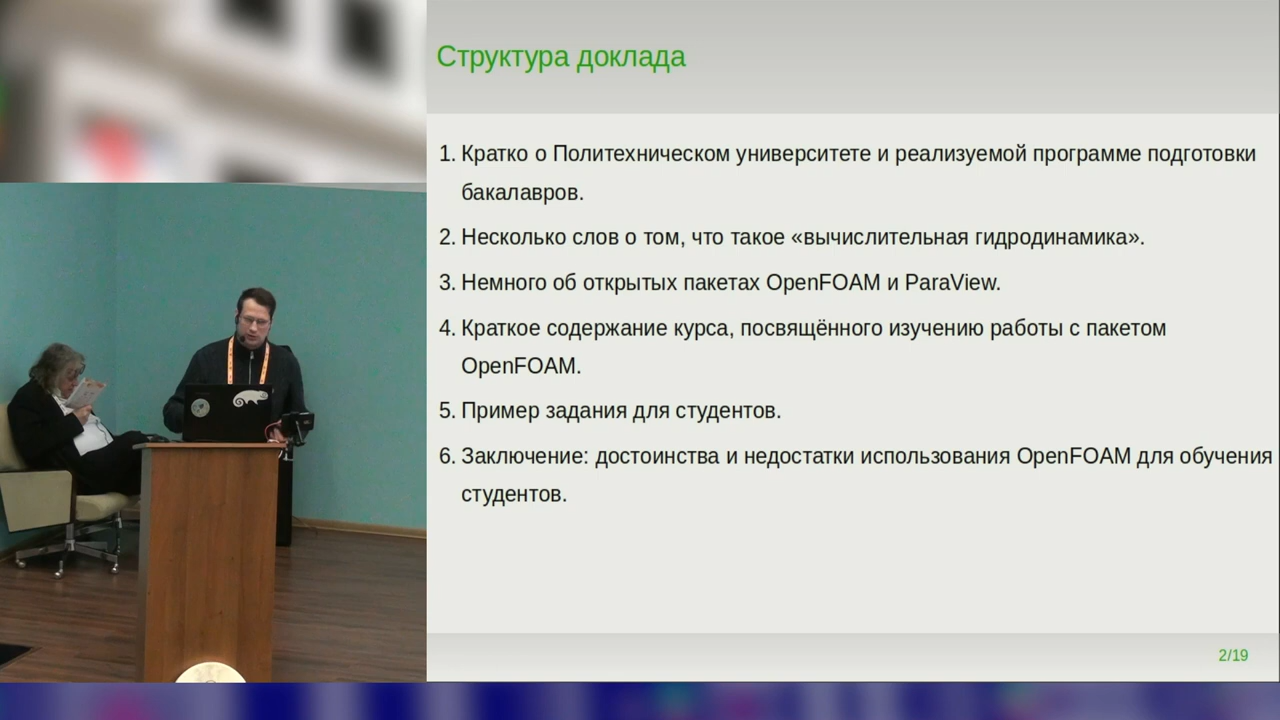 Структура доклада
1. Кратко о Политехническом университете и реализуемой программе подготовки
бакалавров.
2. Несколько слов о том, что такое «вычислительная гидродинамика».
3. Немного об открытых пакетах OpenFOAM и ParaView.
4. Краткое содержание курса, посвящённого изучению работы с пакетом
OpenFOAM.
5. Пример задания для студентов.
6. Заключение: достоинства и недостатки использования OpenFOAM для обучения
студентов.
2/19